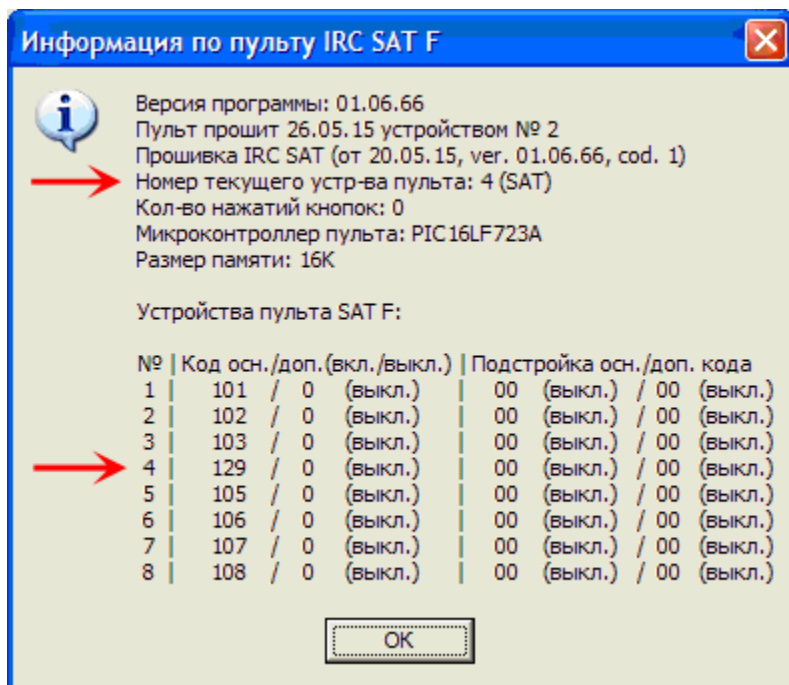 Информация по пульту IRC SAT F
Версия программы: 01.06.66
Пульт прошит 26.05.15 устройством № 2
Прошивка IRC SAT (от 20.05.15, ver. 01.06.66, cod. 1)
Номер текущего устр-ва пульта: 4 (SAT)
Кол-во нажатий кнопок: 0
Микроконтроллер пульта: PIC16LF723A
Размер памяти: 16K
Устройства пульта SAT F:
№ | Код осн./доп.(вкл./выкл.) | Подстройка осн./доп. кода
1 | 101 / 0 (выкл.) | 00 (выкл.) / 00 (выкл.)
2 | 102 / 0 (выкл.) | 00 (выкл.) / 00 (выкл.)
3 | 103 / 0 (выкл.) | 00 (выкл.) / 00 (выкл.)
4 | 129 / 0 (выкл.) | 00 (выкл.) / 00 (выкл.)
5 | 105 / 0 (выкл.) | 00 (выкл.) / 00 (выкл.)
6 | 106 / 0 (выкл.) | 00 (выкл.) / 00 (выкл.)
7 | 107 / 0 (выкл.) | 00 (выкл.) / 00 (выкл.)
8 | 108 / 0 (выкл.) | 00 (выкл.) / 00 (выкл.)
OK